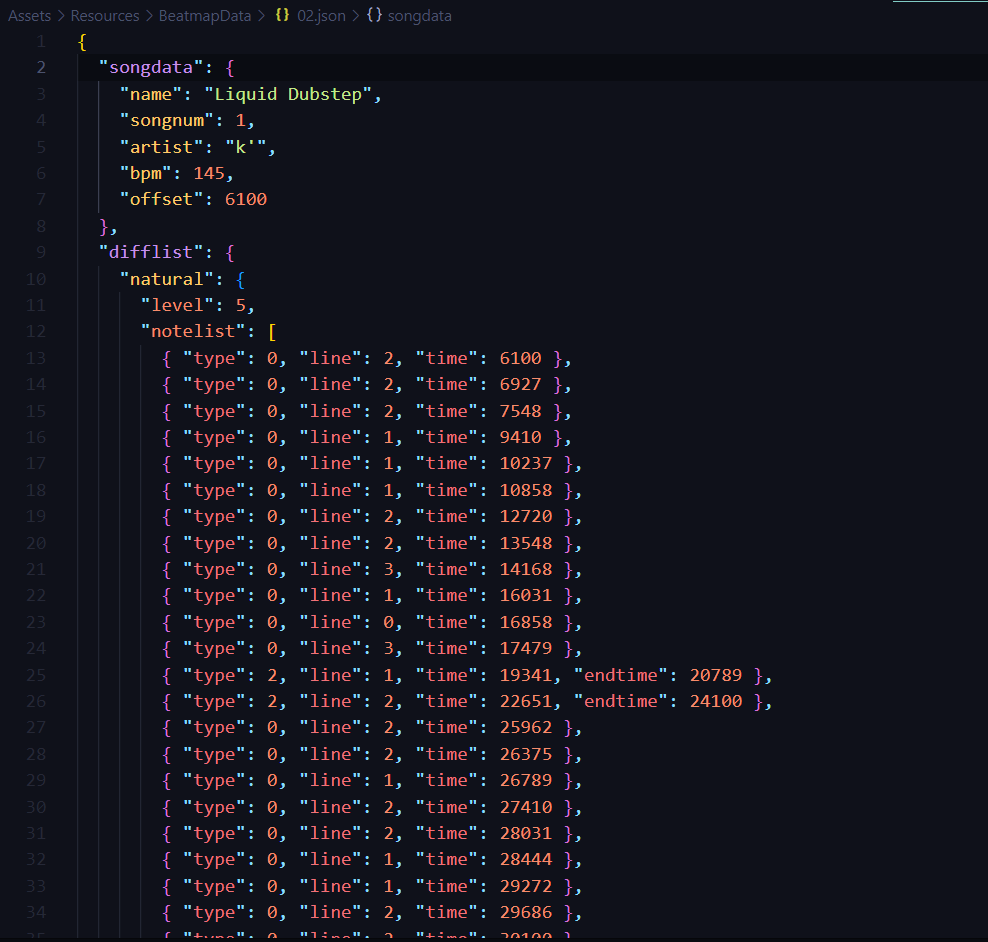 Assets > Resources > BeatmapData > {} 02.json > {} songdata
1 {
2 "songdata": {
3 "name": "Liquid Dubstep",
4 "songnum": 1,
5 "artist": "k'",
6 "bpm": 145,
7 "offset": 6100
8 },
9 "difflist": {
10 "natural": {
11 "level": 5,
12 "notelist": [
13 { "type": 0, "line": 2, "time": 6100 },
14 { "type": 0, "line": 2, "time": 6927 },
15 { "type": 0, "line": 2, "time": 7548 },
16 { "type": 0, "line": 1, "time": 9410 },
17 { "type": 0, "line": 1, "time": 10237 },
18 { "type": 0, "line": 1, "time": 10858 },
19 { "type": 0, "line": 2, "time": 12720 },
20 { "type": 0, "line": 2, "time": 13548 },
21 { "type": 0, "line": 3, "time": 14168 },
22 { "type": 0, "line": 1, "time": 16031 },
23 { "type": 0, "line": 0, "time": 16858 },
24 { "type": 0, "line": 3, "time": 17479 },
25 { "type": 2, "line": 1, "time": 19341, "endtime": 20789 },
26 { "type": 2, "line": 2, "time": 22651, "endtime": 24100 },
27 { "type": 0, "line": 2, "time": 25962 },
28 { "type": 0, "line": 2, "time": 26375 },
29 { "type": 0, "line": 1, "time": 26789 },
30 { "type": 0, "line": 2, "time": 27410 },
31 { "type": 0, "line": 2, "time": 28031 },
32 { "type": 0, "line": 1, "time": 28444 },
33 { "type": 0, "line": 1, "time": 29272 },
34 { "type": 0, "line": 2, "time": 29686 },